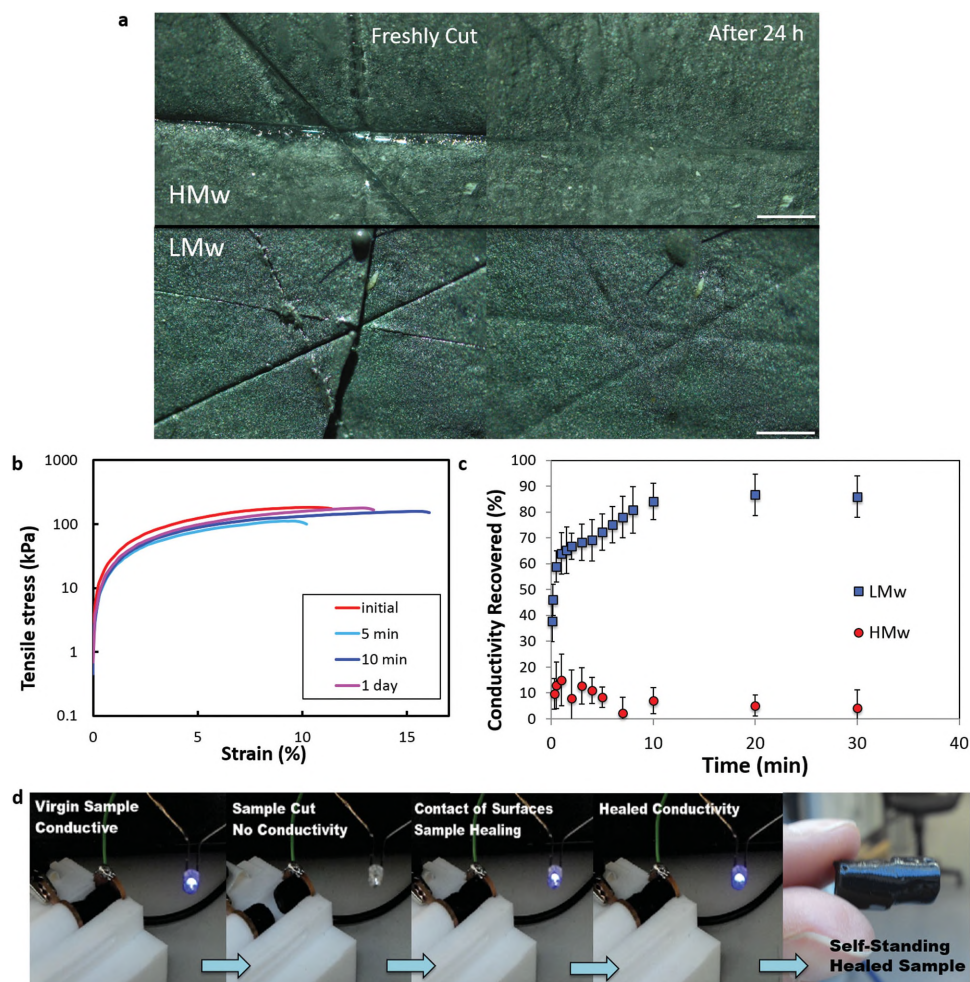 a
Freshly Cut
After 24 h
HMw
LMw
b
1000
100
10
1
0.1
Tensile stress (kPa)
0
5
10
15
Strain (%)
initial
5 min
10 min
1 day
c
100
90
80
70
60
50
40
30
20
10
0
Conductivity Recovered (%)
0
10
20
30
40
Time (min)
LMw
HMw
d
Virgin Sample
Conductive
Sample Cut
No Conductivity
Contact of Surfaces
Sample Healing
Healed Conductivity
Self-Standing
Healed Sample